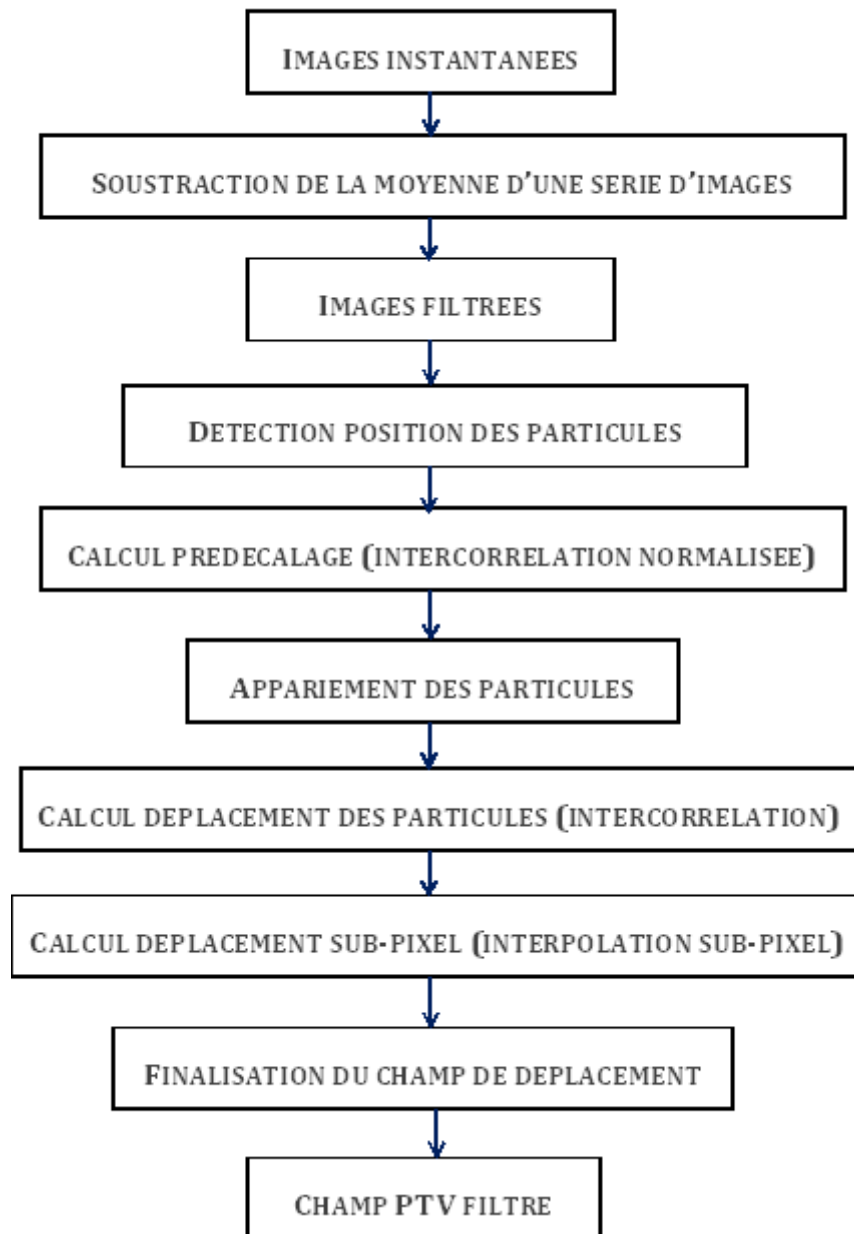 IMAGES INSTANTANEES
SOUSTRACTION DE LA MOYENNE D'UNE SERIE D'IMAGES
IMAGES FILTREES
DETECTION POSITION DES PARTICULES
CALCUL PREDECALAGE (INTERCORRELATION NORMALISEE)
APPARIEMENT DES PARTICULES
CALCUL DEPLACEMENT DES PARTICULES (INTERCORRELATION)
CALCUL DEPLACEMENT SUB-PIXEL (INTERPOLATION SUB-PIXEL)
FINALISATION DU CHAMP DE DEPLACEMENT
CHAMP PTV FILTRE